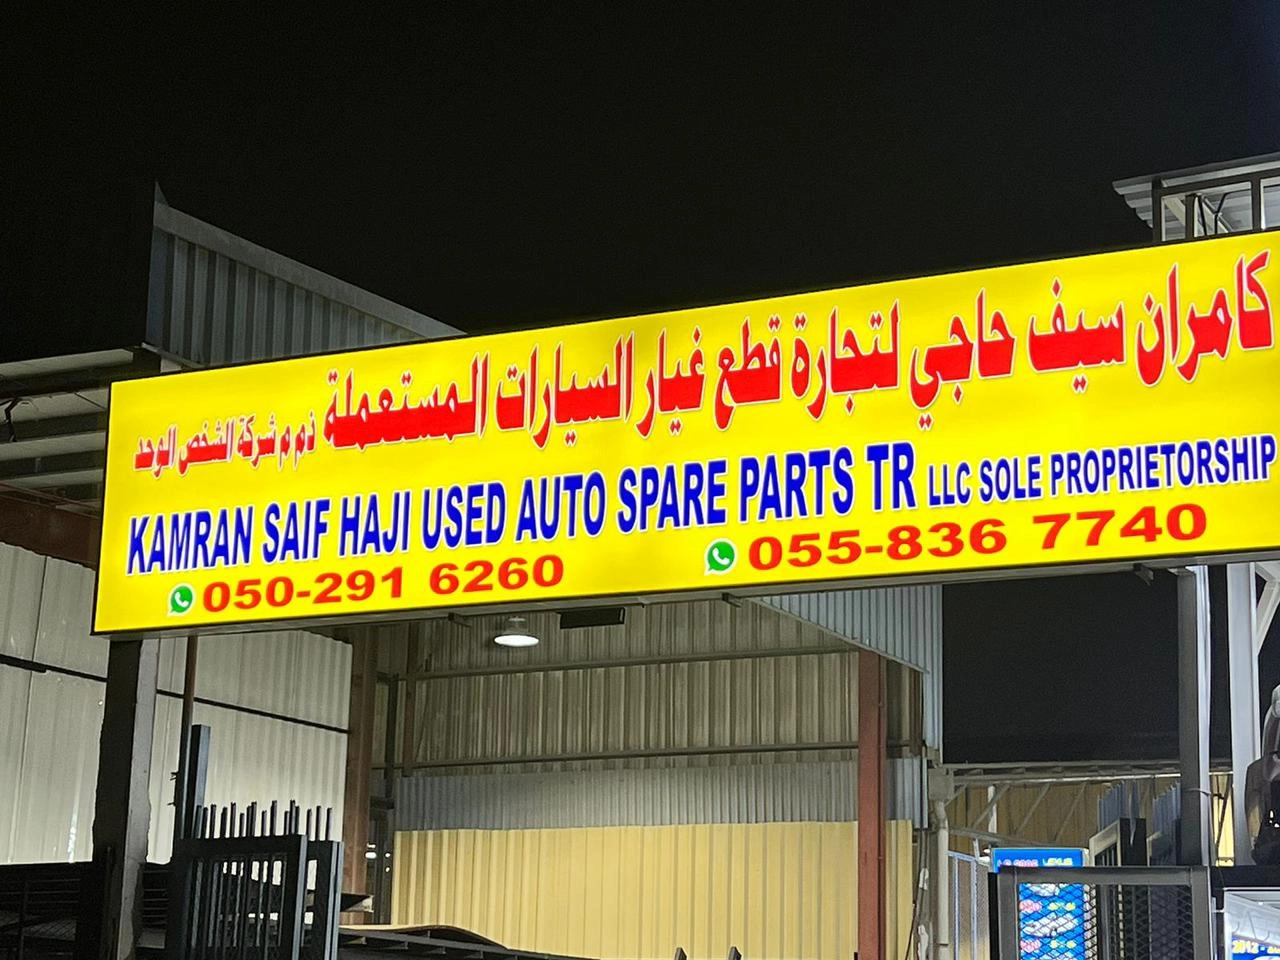 كامران سيف حاجي لتجارة قطع غيار السيارات المستعملة ذ م م شركة الشخص الوحد
KAMRAN SAIF HAJI USED AUTO SPARE PARTS TR LLC SOLE PROPRIETORSHIP
050-291 6260 055-836 7740